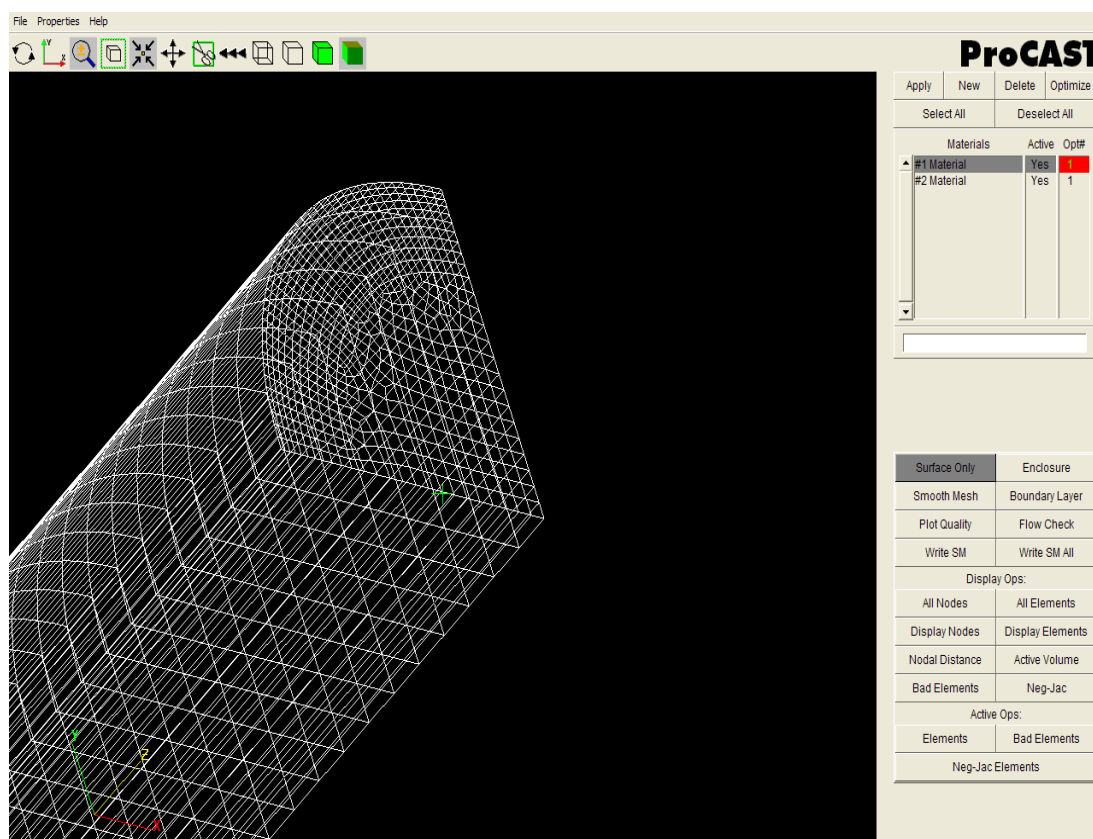 File Properties Help
ProCAST
Apply New Delete Optimize
Select All Deselect All
Materials Active Opt#
#1 Material Yes 1
#2 Material Yes 1
Surface Only Enclosure
Smooth Mesh Boundary Layer
Plot Quality Flow Check
Write SM Write SM All
Display Ops:
All Nodes All Elements
Display Nodes Display Elements
Nodal Distance Active Volume
Bad Elements Neg-Jac
Active Ops:
Elements Bad Elements
Neg-Jac Elements
Y
X
Y
Z
X